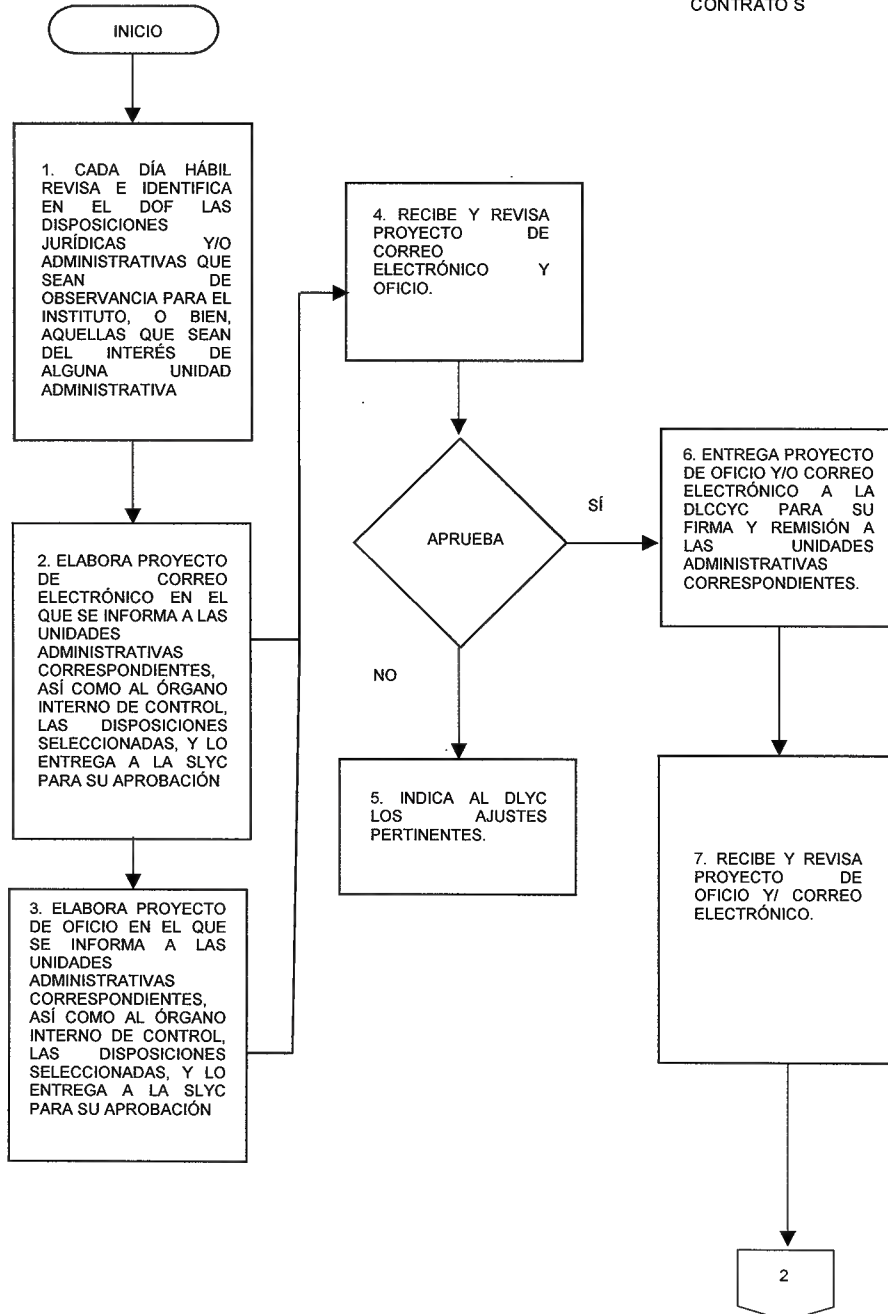 CONTRATO S
INICIO
1. CADA DÍA HÁBIL
REVISA E IDENTIFICA
EN EL DOF LAS
DISPOSICIONES
JURÍDICAS Y/O
ADMINISTRATIVAS QUE
SEAN DE
OBSERVANCIA PARA EL
INSTITUTO, O BIEN,
AQUELLAS QUE SEAN
DEL INTERÉS DE
ALGUNA UNIDAD
ADMINISTRATIVA
2. ELABORA PROYECTO
DE CORREO
ELECTRÓNICO EN EL
QUE SE INFORMA A LAS
UNIDADES
ADMINISTRATIVAS
CORRESPONDIENTES,
ASÍ COMO AL ÓRGANO
INTERNO DE CONTROL,
LAS DISPOSICIONES
SELECCIONADAS, Y LO
ENTREGA A LA SLYC
PARA SU APROBACIÓN
3. ELABORA PROYECTO
DE OFICIO EN EL QUE
SE INFORMA A LAS
UNIDADES
ADMINISTRATIVAS
CORRESPONDIENTES,
ASÍ COMO AL ÓRGANO
INTERNO DE CONTROL,
LAS DISPOSICIONES
SELECCIONADAS, Y LO
ENTREGA A LA SLYC
PARA SU APROBACIÓN
4. RECIBE Y REVISA
PROYECTO DE
CORREO
ELECTRÓNICO Y
OFICIO.
APRUEBA
SÍ
NO
5. INDICA AL DLYC
LOS AJUSTES
PERTINENTES.
6. ENTREGA PROYECTO
DE OFICIO Y/O CORREO
ELECTRÓNICO A LA
DLCCYC PARA SU
FIRMA Y REMISIÓN A
LAS UNIDADES
ADMINISTRATIVAS
CORRESPONDIENTES.
7. RECIBE Y REVISA
PROYECTO DE
OFICIO Y/ CORREO
ELECTRÓNICO.
2